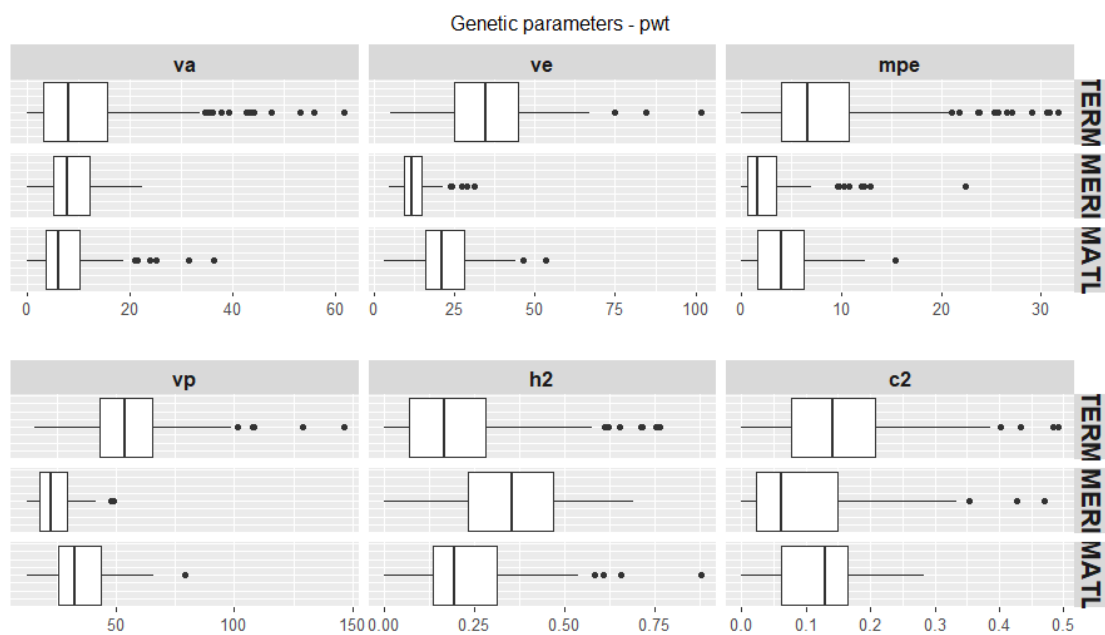 Genetic parameters - pwt
va ve mpe
TERM
MERI
MATL
0 20 40 60 0 25 50 75 100 0 10 20 30
vp h2 c2
TERM
MERI
MATL
50 100 150 0.00 0.25 0.50 0.75 0.0 0.1 0.2 0.3 0.4 0.5